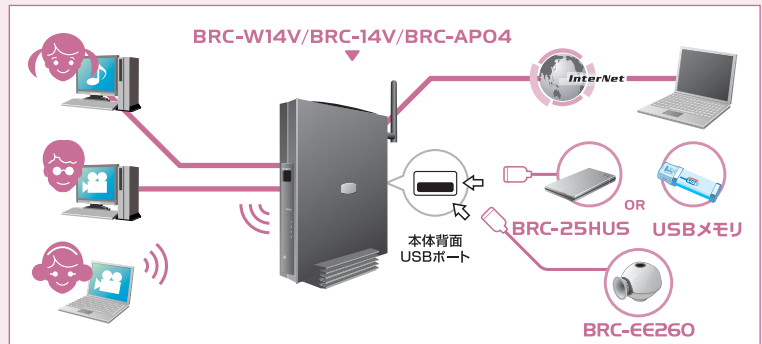 BRC-W14V/BRC-14V/BRC-AP04
InterNet
本体背面
USBポート
OR
BRC-25HUS
USBメモリ
BRC-EE260